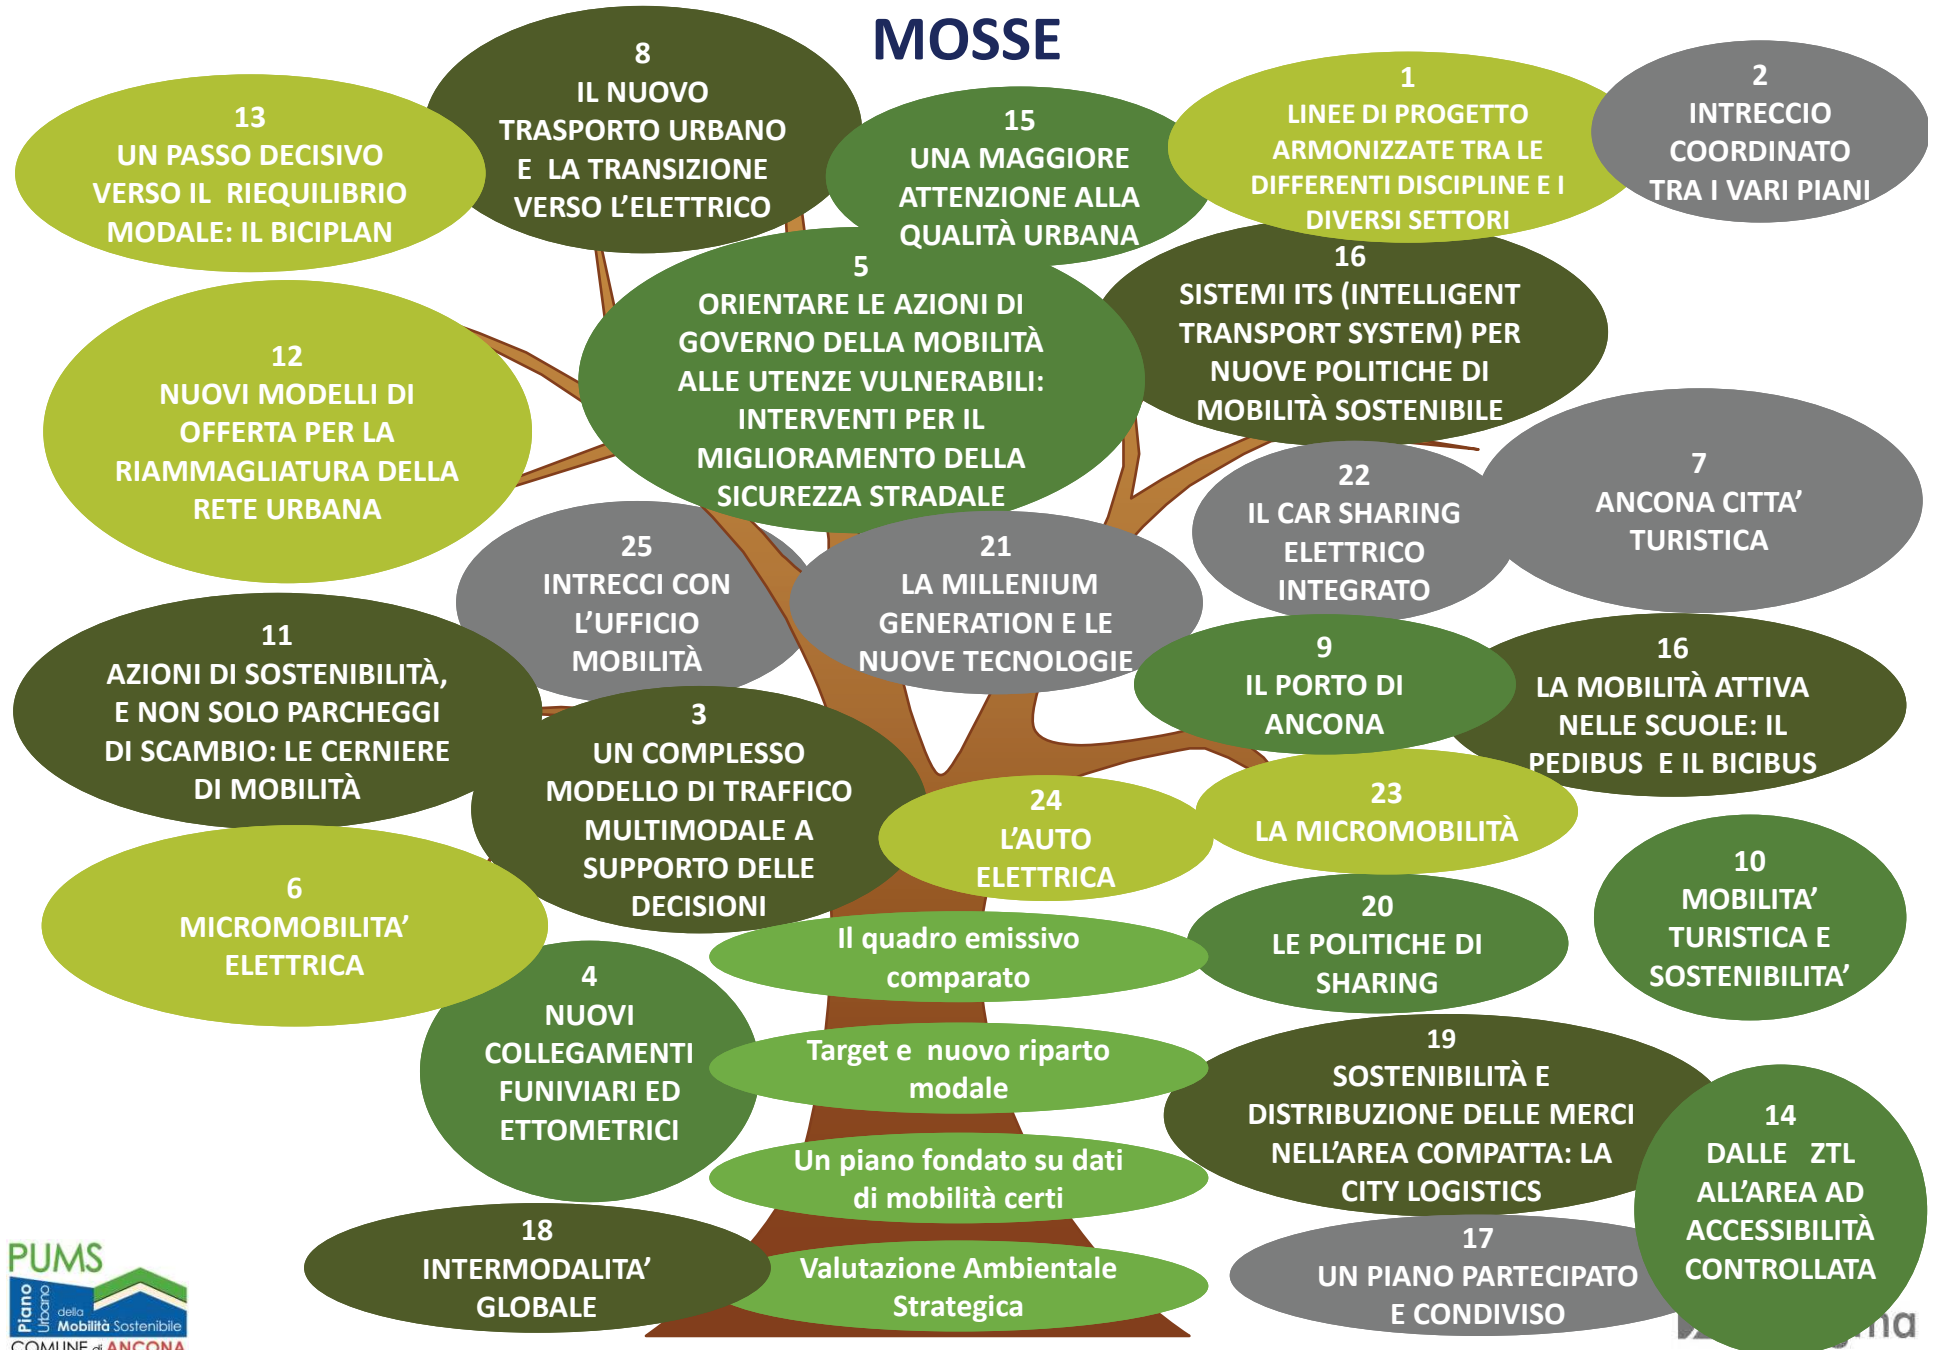 MOSSE
8
IL NUOVO
TRASPORTO URBANO
E LA TRANSIZIONE
VERSO L'ELETTRICO
13
UN PASSO DECISIVO
VERSO IL RIEQUILIBRIO
MODALE: IL BICIPLAN
15
UNA MAGGIORE
ATTENZIONE ALLA
QUALITÀ URBANA
1
LINEE DI PROGETTO
ARMONIZZATE TRA LE
DIFFERENTI DISCIPLINE E I
DIVERSI SETTORI
2
INTRECCIO
COORDINATO
TRA I VARI PIANI
5
ORIENTARE LE AZIONI DI
GOVERNO DELLA MOBILITÀ
ALLE UTENZE VULNERABILI:
INTERVENTI PER IL
MIGLIORAMENTO DELLA
SICUREZZA STRADALE
16
SISTEMI ITS (INTELLIGENT
TRANSPORT SYSTEM) PER
NUOVE POLITICHE DI
MOBILITÀ SOSTENIBILE
12
NUOVI MODELLI DI
OFFERTA PER LA
RIAMMAGLIATURA DELLA
RETE URBANA
22
IL CAR SHARING
ELETTRICO
INTEGRATO
7
ANCONA CITTA'
TURISTICA
25
INTRECCI CON
L'UFFICIO
MOBILITÀ
21
LA MILLENIUM
GENERATION E LE
NUOVE TECNOLOGIE
11
AZIONI DI SOSTENIBILITÀ,
E NON SOLO PARCHEGGI
DI SCAMBIO: LE CERNIERE
DI MOBILITÀ
9
IL PORTO DI
ANCONA
16
LA MOBILITÀ ATTIVA
NELLE SCUOLE: IL
PEDIBUS E IL BICIBUS
3
UN COMPLESSO
MODELLO DI TRAFFICO
MULTIMODALE A
SUPPORTO DELLE
DECISIONI
24
L'AUTO
ELETTRICA
23
LA MICROMOBILITÀ
6
MICROMOBILITA'
ELETTRICA
10
MOBILITA'
TURISTICA E
SOSTENIBILITA'
20
LE POLITICHE DI
SHARING
Il quadro emissivo
comparato
4
NUOVI
COLLEGAMENTI
FUNIVIARI ED
ETTOMETRICI
Target e nuovo riparto
modale
19
SOSTENIBILITÀ E
DISTRIBUZIONE DELLE MERCI
NELL'AREA COMPATTA: LA
CITY LOGISTICS
14
DALLE ZTL
ALL'AREA AD
ACCESSIBILITÀ
CONTROLLATA
Un piano fondato su dati
di mobilità certi
18
INTERMODALITA'
GLOBALE
Valutazione Ambientale
Strategica
17
UN PIANO PARTECIPATO
E CONDIVISO
PUMS
Piano
Urbano
della
Mobilità Sostenibile
COMUNE di ANCONA